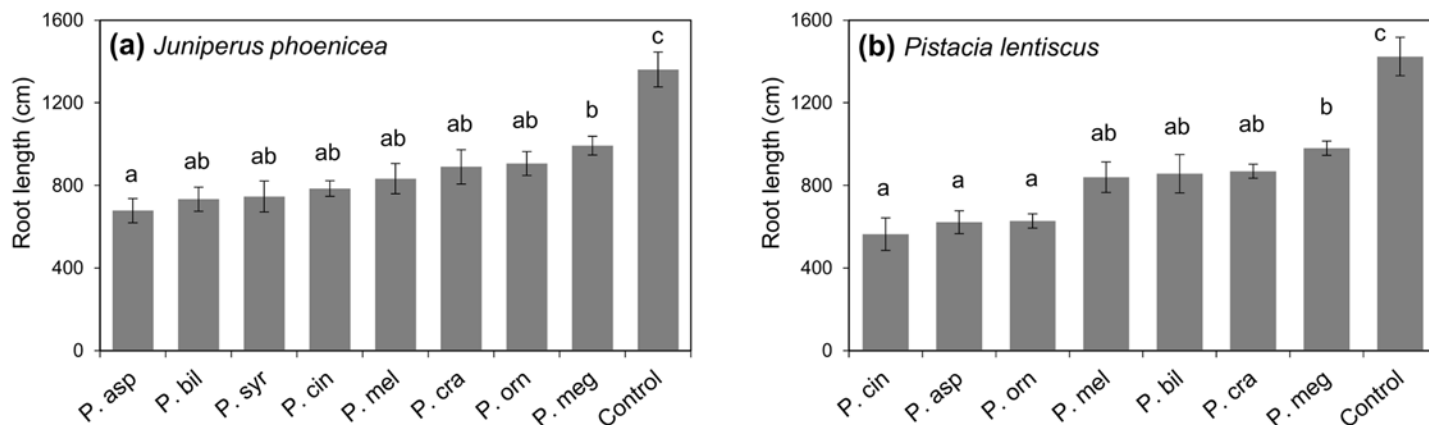 (a) Juniperus phoenicea
Root length (cm)
1600
1200
800
400
0
a
ab
ab
ab
ab
ab
ab
b
c
P. asp
P. bil
P. syr
P. cin
P. mel
P. cra
P. orn
P. meg
Control
(b) Pistacia lentiscus
Root length (cm)
1600
1200
800
400
0
a
a
a
ab
ab
ab
b
c
P. cin
P. asp
P. orn
P. mel
P. bil
P. cra
P. meg
Control